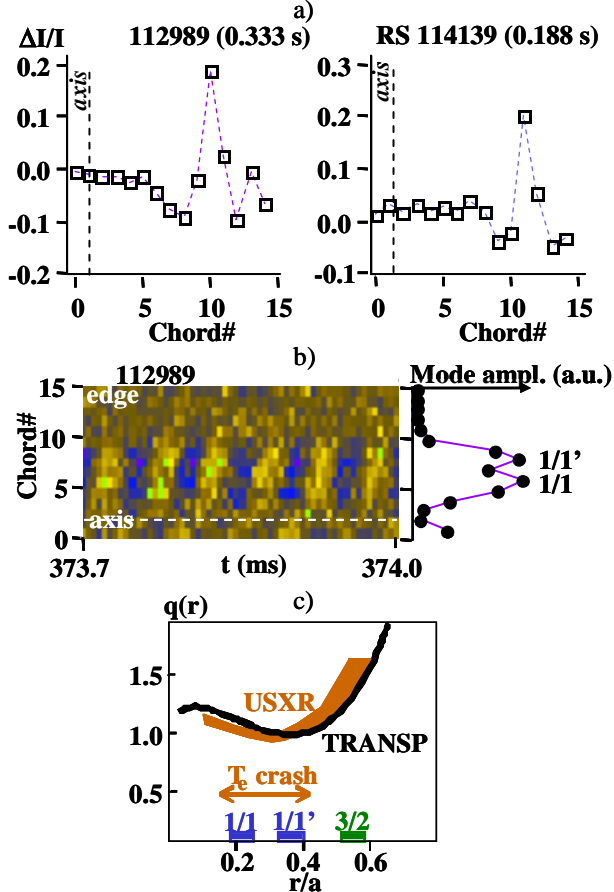 a)
ΔI/I
112989 (0.333 s)
RS 114139 (0.188 s)
axis
axis
0.2
0.1
0.0
-0.1
-0.2
0.3
0.2
0.1
0.0
-0.1
0 5 10 15
0 5 10 15
Chord#
Chord#
b)
112989
Mode ampl. (a.u.)
15
10
5
0
Chord#
edge
axis
1/1'
1/1
373.7
t (ms)
374.0
c)
q(r)
1.5
1.0
0.5
USXR
TRANSP
Te crash
1/1 1/1' 3/2
0.2 0.4 0.6
r/a